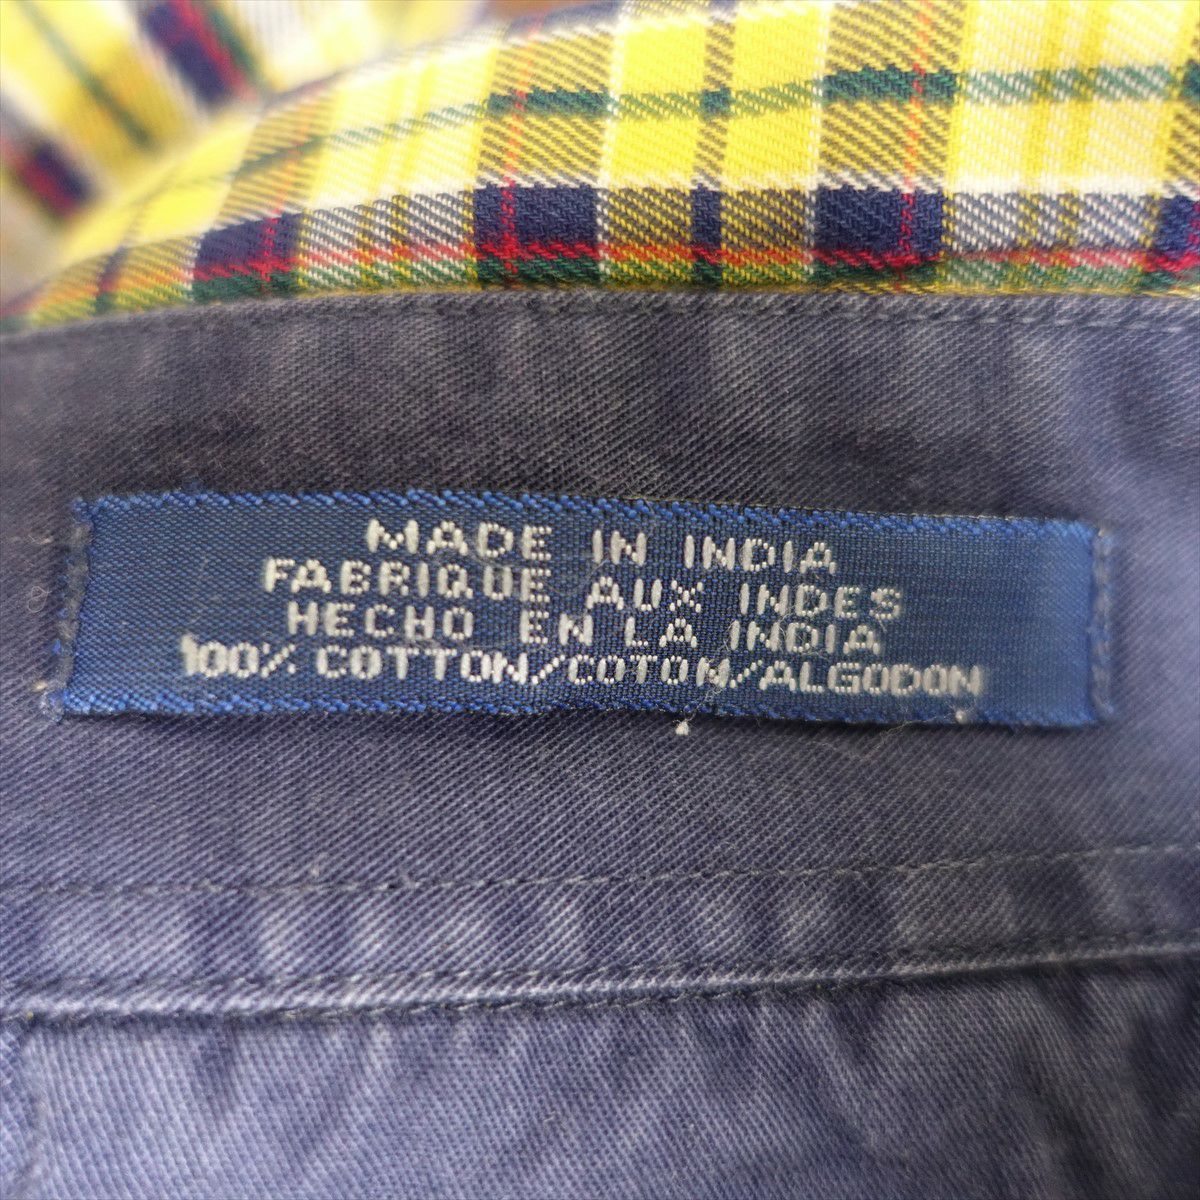 MADE IN INDIA
FABRIQUE AUX INDES
HECHO EN LA INDIA
100% COTTON/COTON/ALGODON